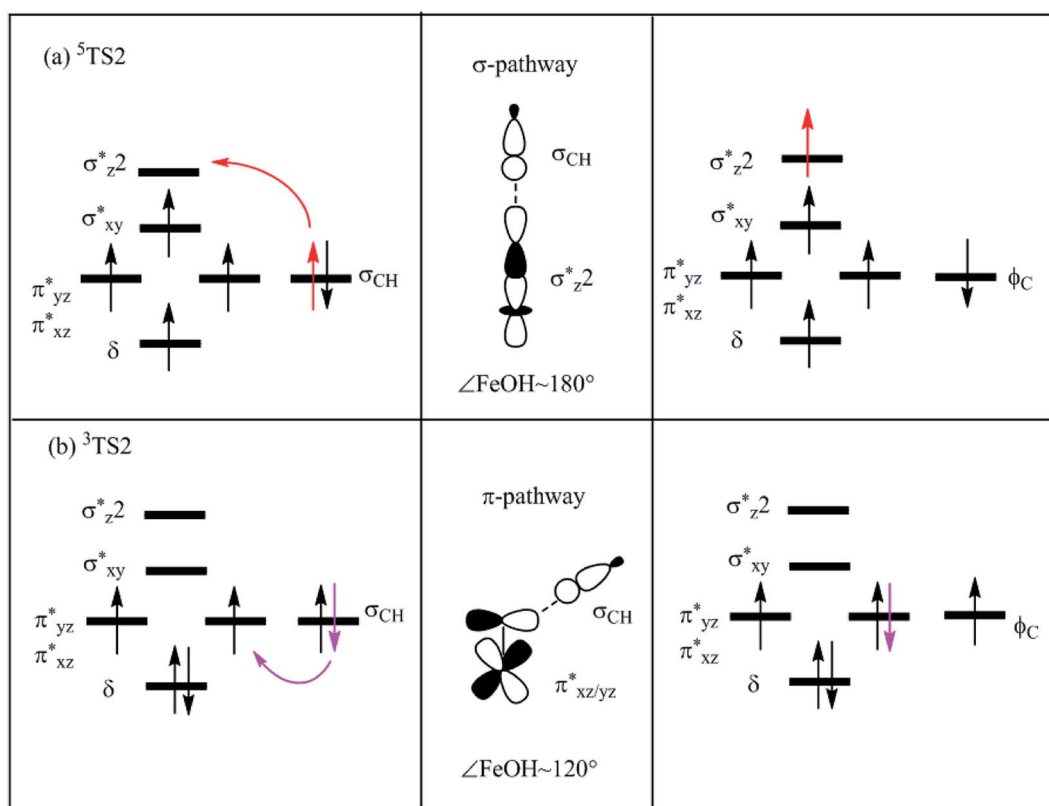 (a) ⁵TS2
σ*z2
σ*xy
π*yz
π*xz
δ
σCH
σ-pathway
σCH
σ*z2
∠FeOH~180°
σ*z2
σ*xy
π*yz
π*xz
δ
ϕC
(b) ³TS2
σ*z2
σ*xy
π*yz
π*xz
δ
σCH
π-pathway
σCH
π*xz/yz
∠FeOH~120°
σ*z2
σ*xy
π*yz
π*xz
δ
ϕC